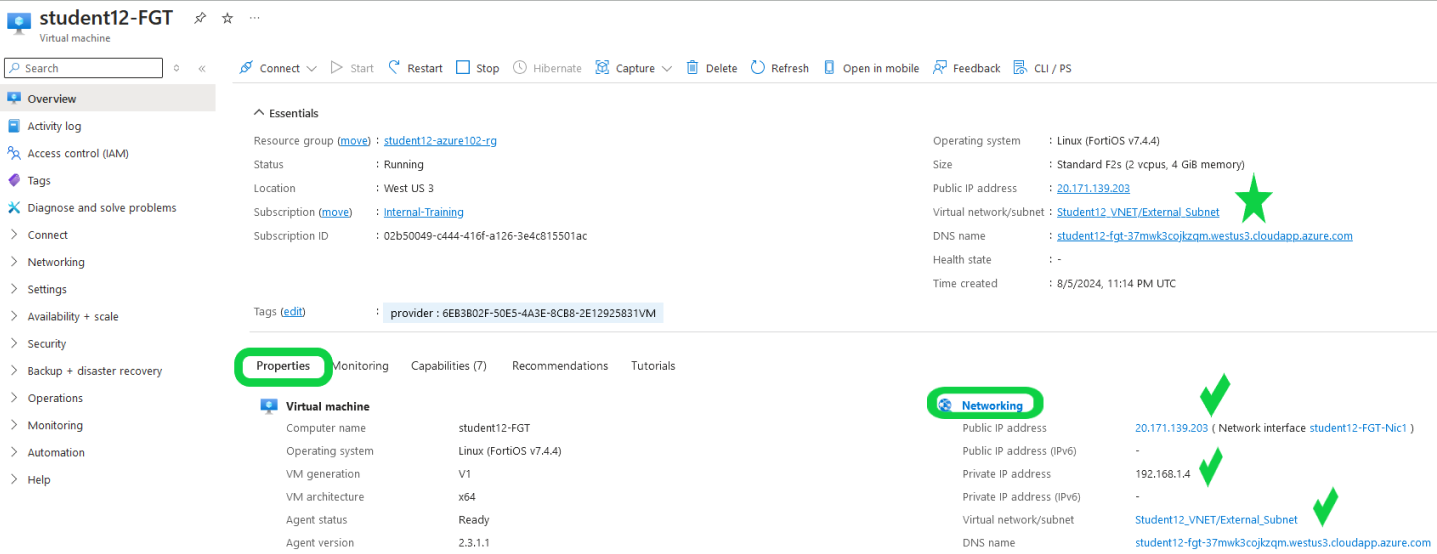 student12-FGT
Virtual machine
Search
Connect
Start
Restart
Stop
Hibernate
Capture
Delete
Refresh
Open in mobile
Feedback
CLI / PS
Overview
Activity log
Access control (IAM)
Tags
Diagnose and solve problems
Connect
Networking
Settings
Availability + scale
Security
Backup + disaster recovery
Operations
Monitoring
Automation
Help
Essentials
Resource group (move) : student12-azure102-rg
Status : Running
Location : West US 3
Subscription (move) : Internal-Training
Subscription ID : 02b50049-c444-416f-a126-3e4c815501ac
Operating system : Linux (FortiOS v7.4.4)
Size : Standard F2s (2 vcpus, 4 GiB memory)
Public IP address : 20.171.139.203
Virtual network/subnet : Student12_VNET/External_Subnet
DNS name : student12-fgt-37mwk3cojkzqm.westus3.cloudapp.azure.com
Health state : -
Time created : 8/5/2024, 11:14 PM UTC
Tags (edit) : provider : 6EB3B02F-50E5-4A3E-8CB8-2E12925831VM
Properties
Monitoring
Capabilities (7)
Recommendations
Tutorials
Virtual machine
Computer name student12-FGT
Operating system Linux (FortiOS v7.4.4)
VM generation V1
VM architecture x64
Agent status Ready
Agent version 2.3.1.1
Networking
Public IP address 20.171.139.203 ( Network interface student12-FGT-Nic1 )
Public IP address (IPv6) -
Private IP address 192.168.1.4
Private IP address (IPv6) -
Virtual network/subnet Student12_VNET/External_Subnet
DNS name student12-fgt-37mwk3cojkzqm.westus3.cloudapp.azure.com